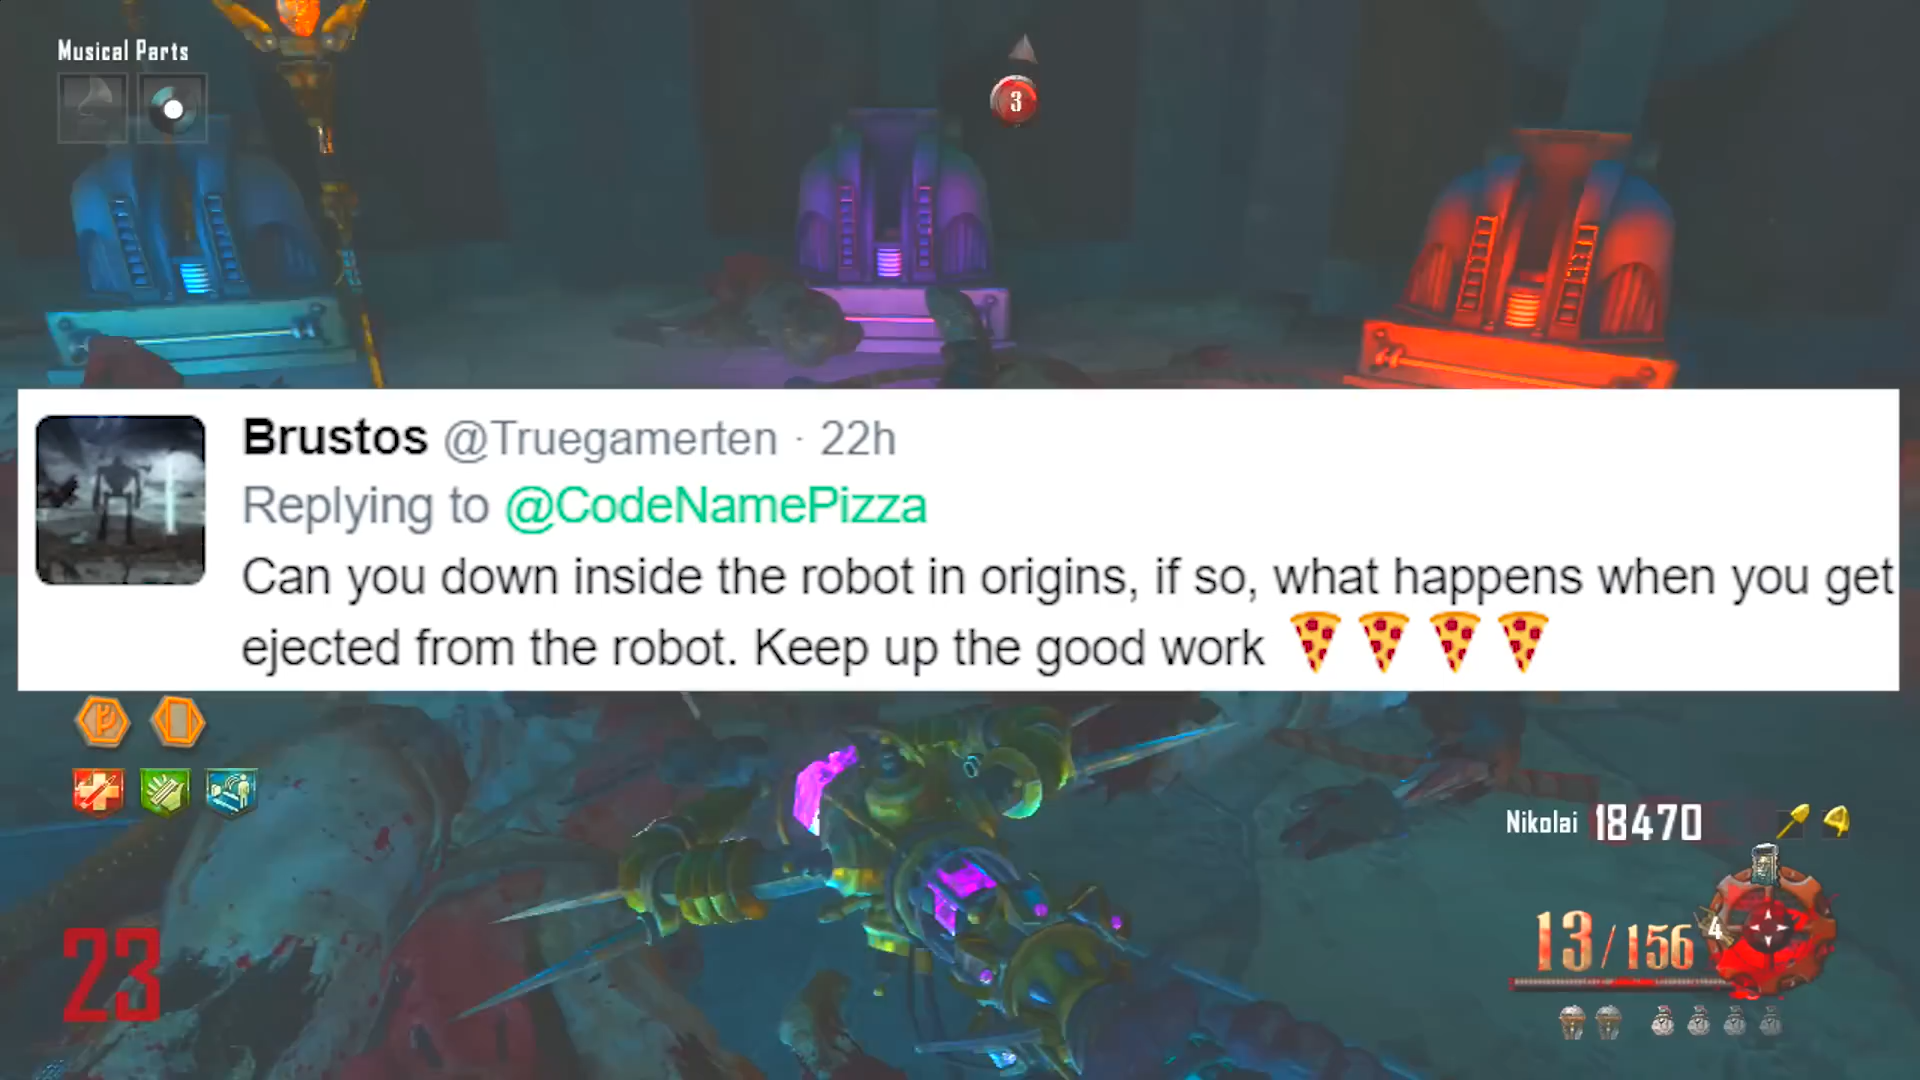 Musical Parts
3
Brustos @Truegamerten · 22h
Replying to @CodeNamePizza
Can you down inside the robot in origins, if so, what happens when you get
ejected from the robot. Keep up the good work 🍕 🍕 🍕 🍕
Nikolai 18470
23
13/156
4